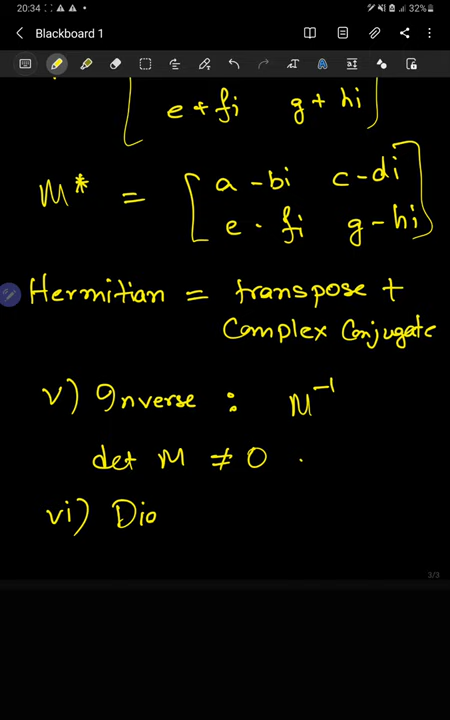 20:34 32%
Blackboard 1
e + fi g + hi
M* = [ a - bi c - di
e - fi g - hi ]
Hermitian = transpose +
Complex Conjugate
v) Inverse : M⁻¹
det M ≠ 0 .
vi) Dio
3/3